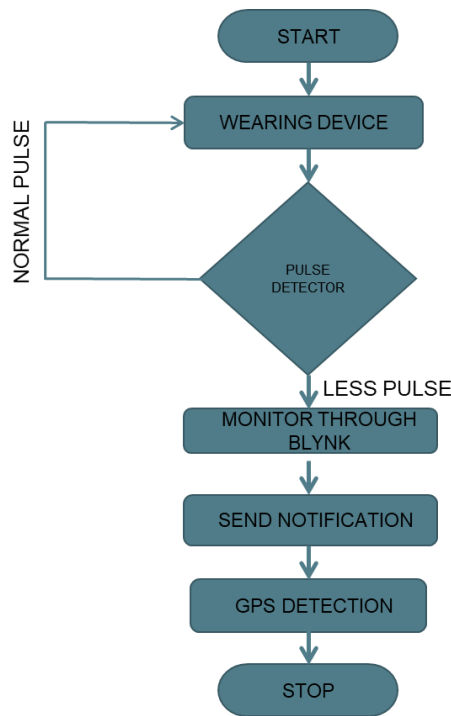 START
WEARING DEVICE
NORMAL PULSE
PULSE
DETECTOR
LESS PULSE
MONITOR THROUGH
BLYNK
SEND NOTIFICATION
GPS DETECTION
STOP